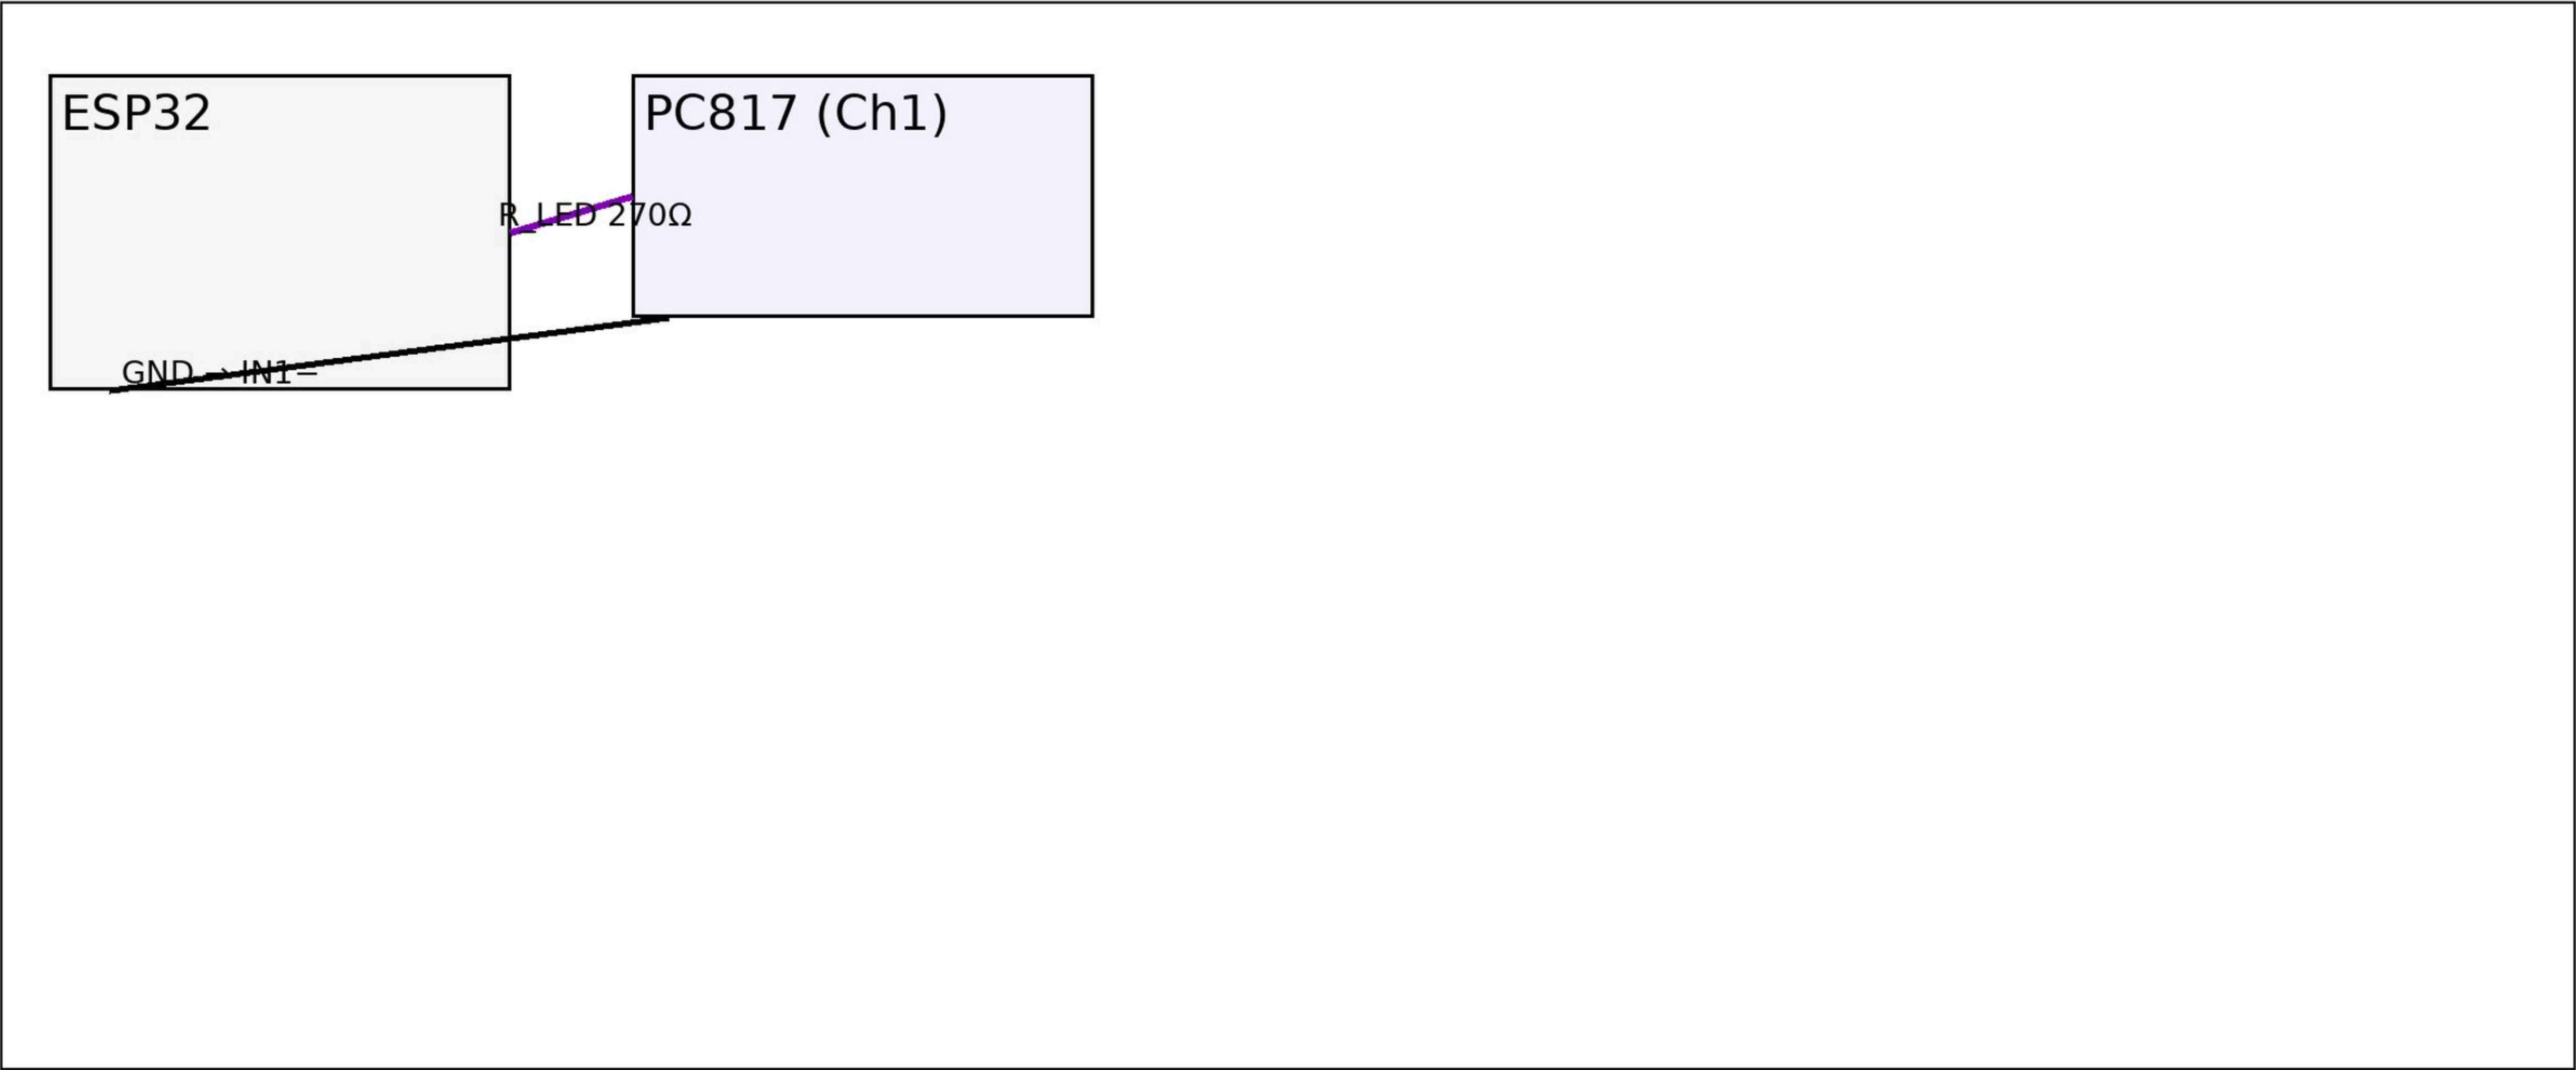 ESP32
PC817 (Ch1)
R_LED 270Ω
GND → IN1−